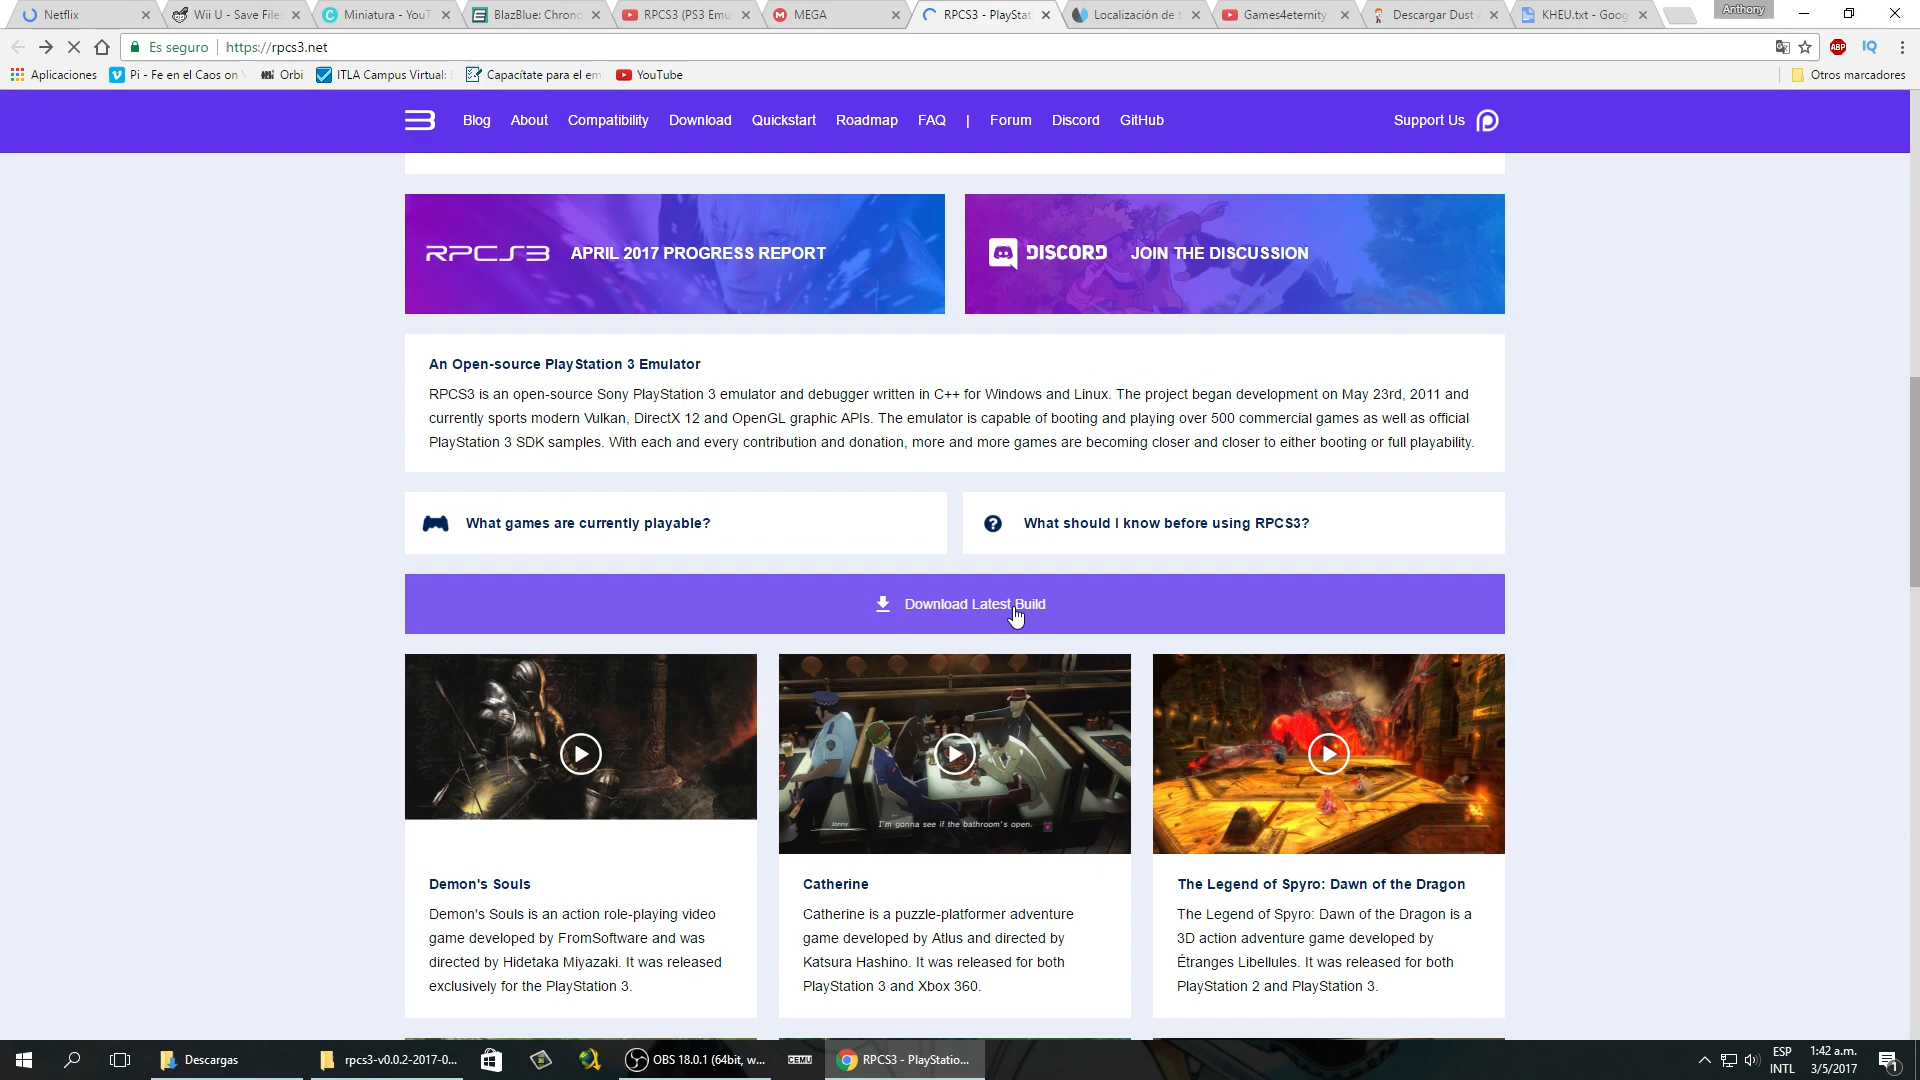 Netflix
Wii U - Save File
Miniatura - YouT
BlazBlue: Chrono
RPCS3 (PS3 Emu
MEGA
RPCS3 - PlayStat
Localización de t
Games4eternity
Descargar Dust
KHEU.txt - Goog
Anthony
Es seguro
https://rpcs3.net
ABP
IQ
Aplicaciones
Pi - Fe en el Caos on
Orbi
ITLA Campus Virtual:
Capacítate para el em
YouTube
Otros marcadores
Blog
About
Compatibility
Download
Quickstart
Roadmap
FAQ
|
Forum
Discord
GitHub
Support Us
RPCS3 APRIL 2017 PROGRESS REPORT
DISCORD JOIN THE DISCUSSION
An Open-source PlayStation 3 Emulator
RPCS3 is an open-source Sony PlayStation 3 emulator and debugger written in C++ for Windows and Linux. The project began development on May 23rd, 2011 and
currently sports modern Vulkan, DirectX 12 and OpenGL graphic APIs. The emulator is capable of booting and playing over 500 commercial games as well as official
PlayStation 3 SDK samples. With each and every contribution and donation, more and more games are becoming closer and closer to either booting or full playability.
What games are currently playable?
What should I know before using RPCS3?
Download Latest Build
Jonny
I'm gonna see if the bathroom's open.
Demon's Souls
Demon's Souls is an action role-playing video
game developed by FromSoftware and was
directed by Hidetaka Miyazaki. It was released
exclusively for the PlayStation 3.
Catherine
Catherine is a puzzle-platformer adventure
game developed by Atlus and directed by
Katsura Hashino. It was released for both
PlayStation 3 and Xbox 360.
The Legend of Spyro: Dawn of the Dragon
The Legend of Spyro: Dawn of the Dragon is a
3D action adventure game developed by
Étranges Libellules. It was released for both
PlayStation 2 and PlayStation 3.
Descargas
rpcs3-v0.0.2-2017-0...
OBS 18.0.1 (64bit, w...
CEMU
RPCS3 - PlayStatio...
ESP
INTL
1:42 a.m.
3/5/2017
1